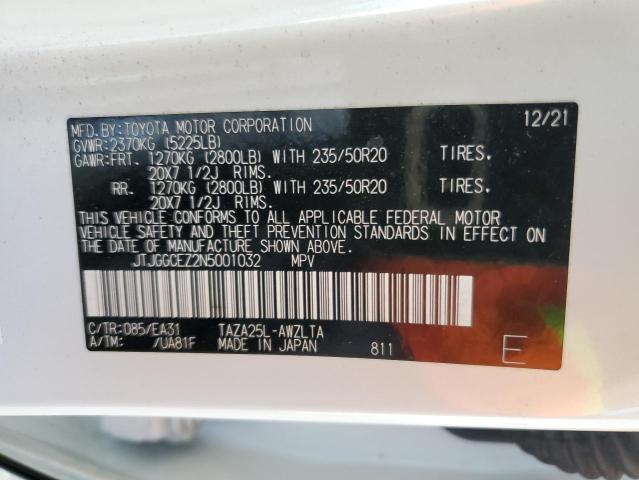 MFD.BY:TOYOTA MOTOR CORPORATION 12/21
GVWR:2370KG (5225LB)
GAWR:FRT. 1270KG (2800LB) WITH 235/50R20 TIRES.
20X7 1/2J RIMS.
RR. 1270KG (2800LB) WITH 235/50R20 TIRES.
20X7 1/2J RIMS.
THIS VEHICLE CONFORMS TO ALL APPLICABLE FEDERAL MOTOR
VEHICLE SAFETY AND THEFT PREVENTION STANDARDS IN EFFECT ON
THE DATE OF MANUFACTURE SHOWN ABOVE.
JTJGGCEZ2N5001032 MPV
C/TR:085/EA31 TAZA25L-AWZLTA
A/TM: /UA81F MADE IN JAPAN 811 E